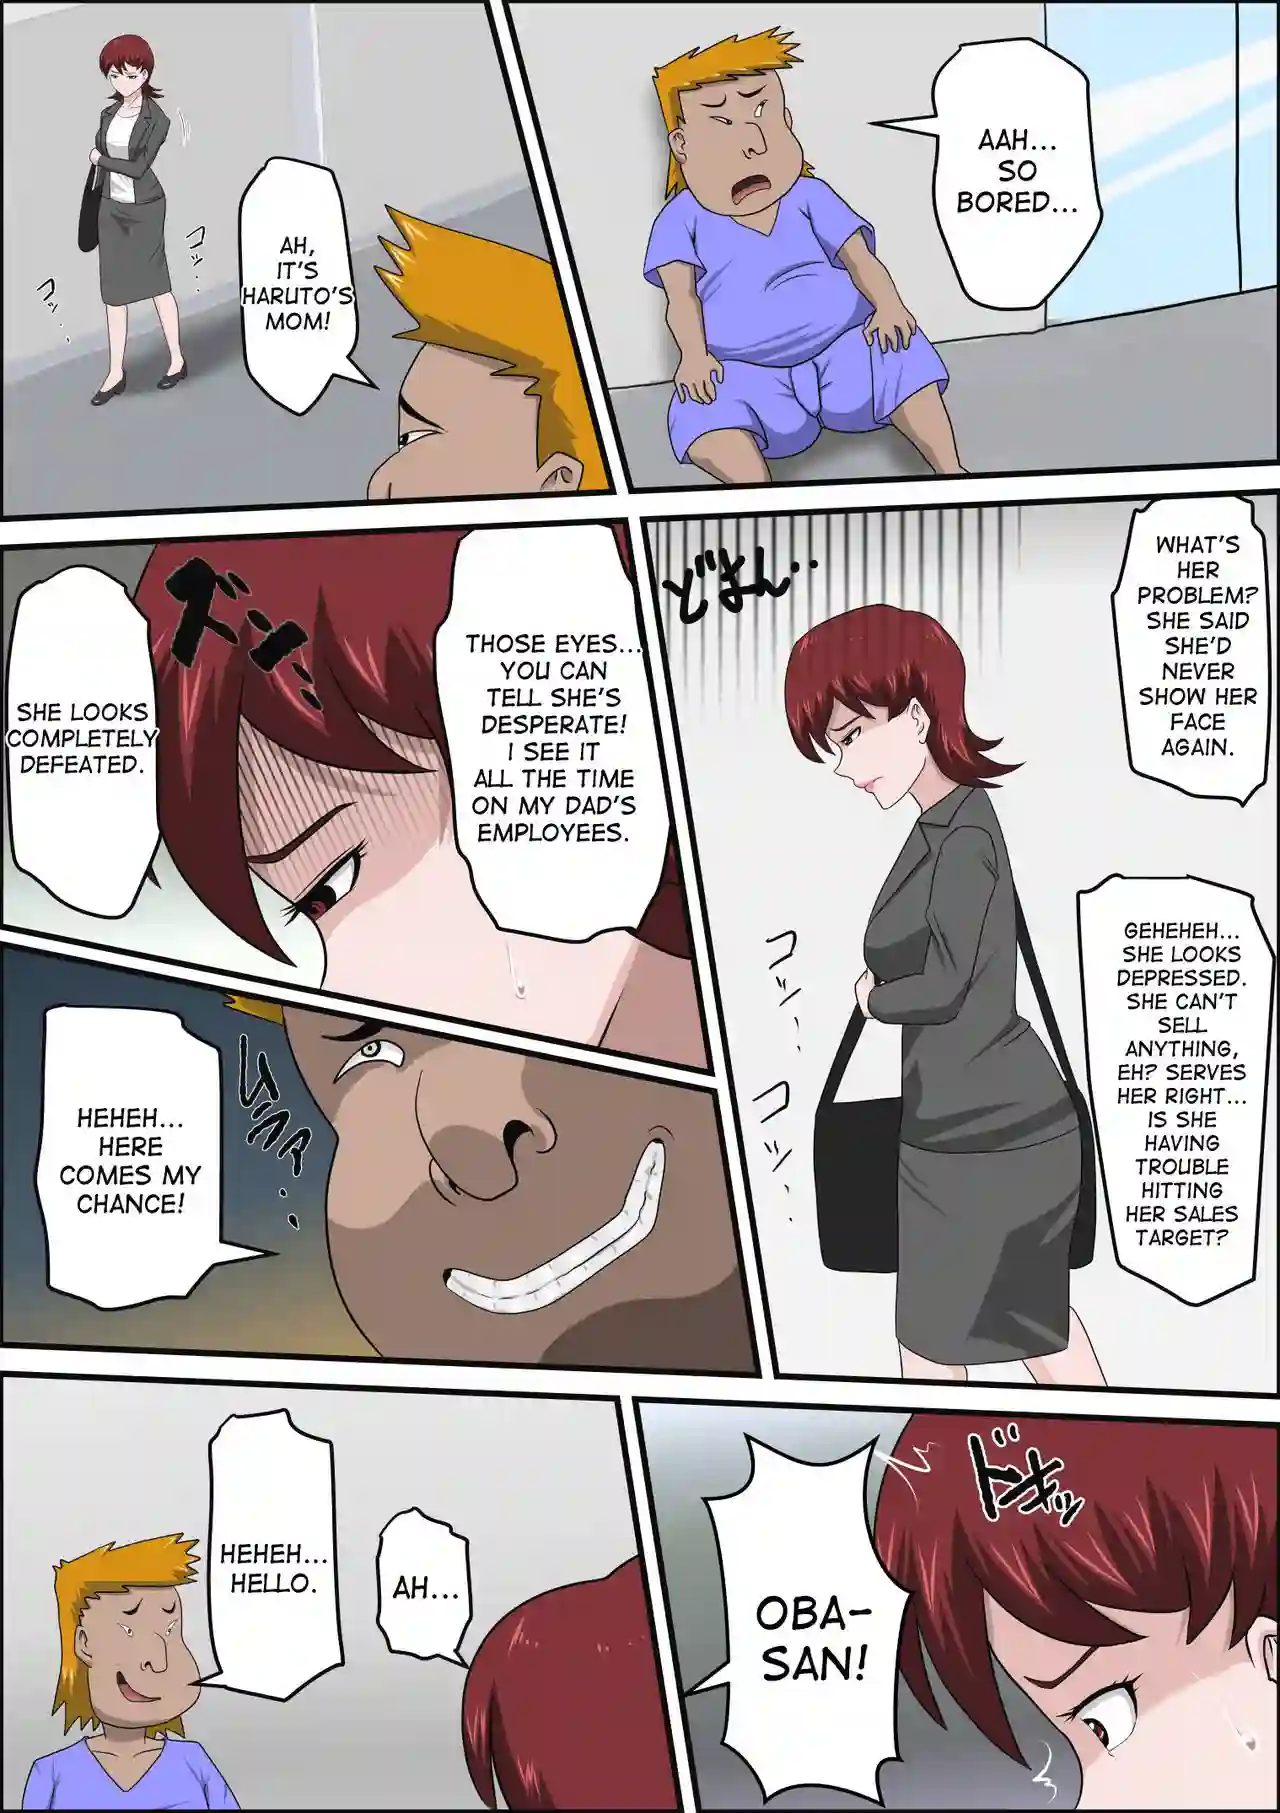 AAH...
SO
BORED...
AH,
IT'S
HARUTO'S
MOM!
コッ..
コッ..
WHAT'S
HER
PROBLEM?
SHE SAID
SHE'D
NEVER
SHOW HER
FACE
AGAIN.
どよん..
GEHEHEH...
SHE LOOKS
DEPRESSED.
SHE CAN'T
SELL
ANYTHING,
EH? SERVES
HER RIGHT...
IS SHE
HAVING
TROUBLE
HITTING
HER SALES
TARGET?
コッ..
コッ..
THOSE EYES...
YOU CAN
TELL SHE'S
DESPERATE!
I SEE IT
ALL THE TIME
ON MY DAD'S
EMPLOYEES.
ズーン...
SHE LOOKS
COMPLETELY
DEFEATED.
HEHEH...
HERE
COMES MY
CHANCE!
OBA-
SAN!
ドキッ
AH...
HEHEH...
HELLO.